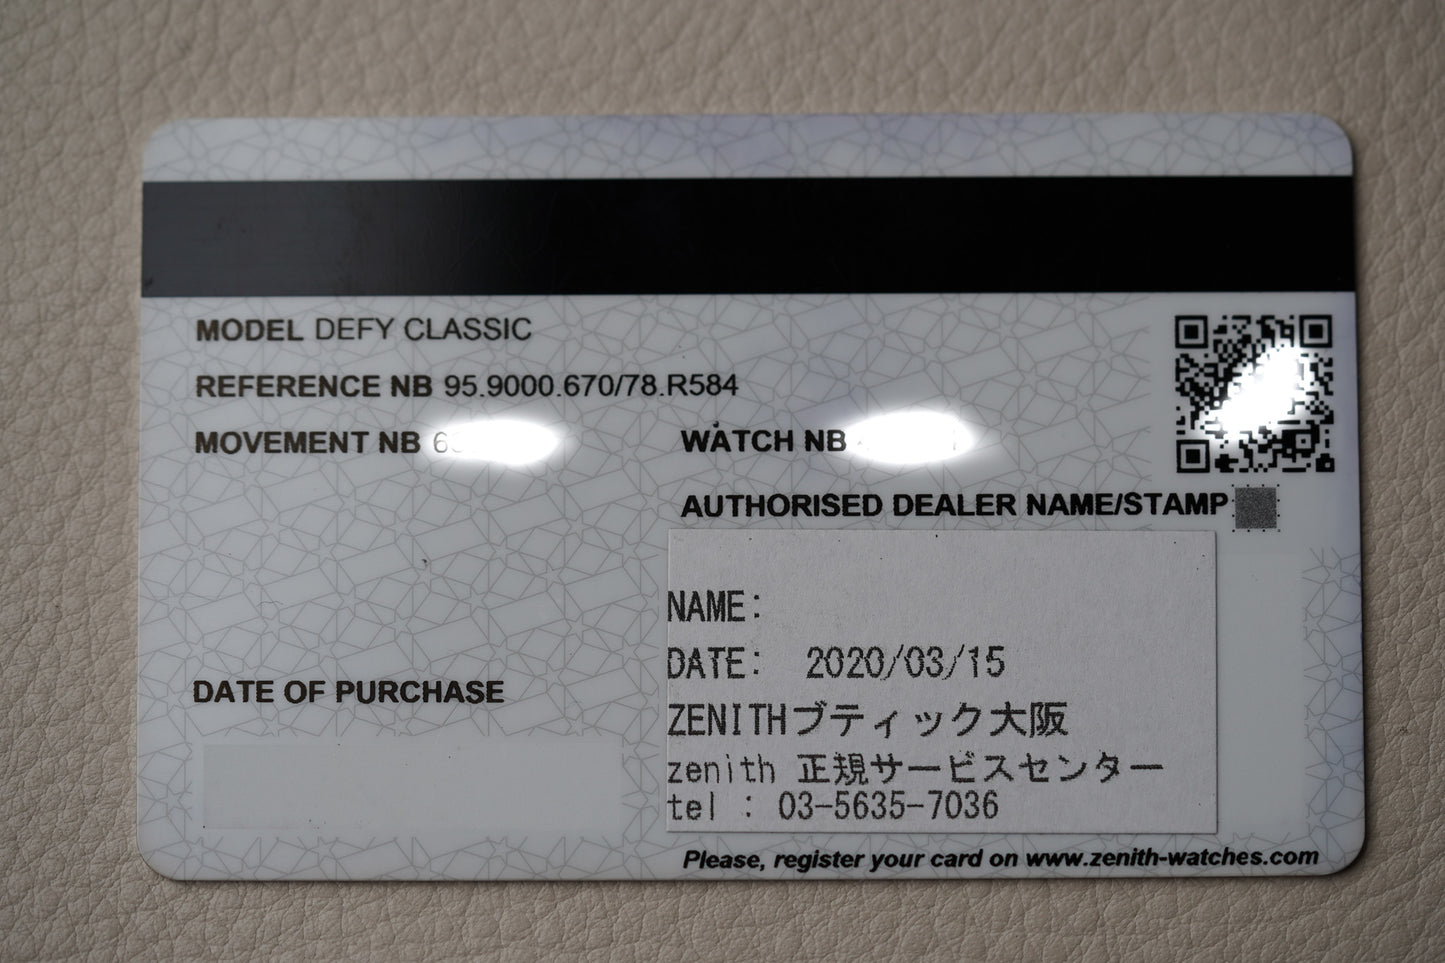 MODEL DEFY CLASSIC
REFERENCE NB 95.9000.670/78.R584
MOVEMENT NB
WATCH NB
AUTHORISED DEALER NAME/STAMP
NAME:
DATE: 2020/03/15
ZENITHブティック大阪
zenith 正規サービスセンター
tel : 03-5635-7036
DATE OF PURCHASE
Please, register your card on www.zenith-watches.com